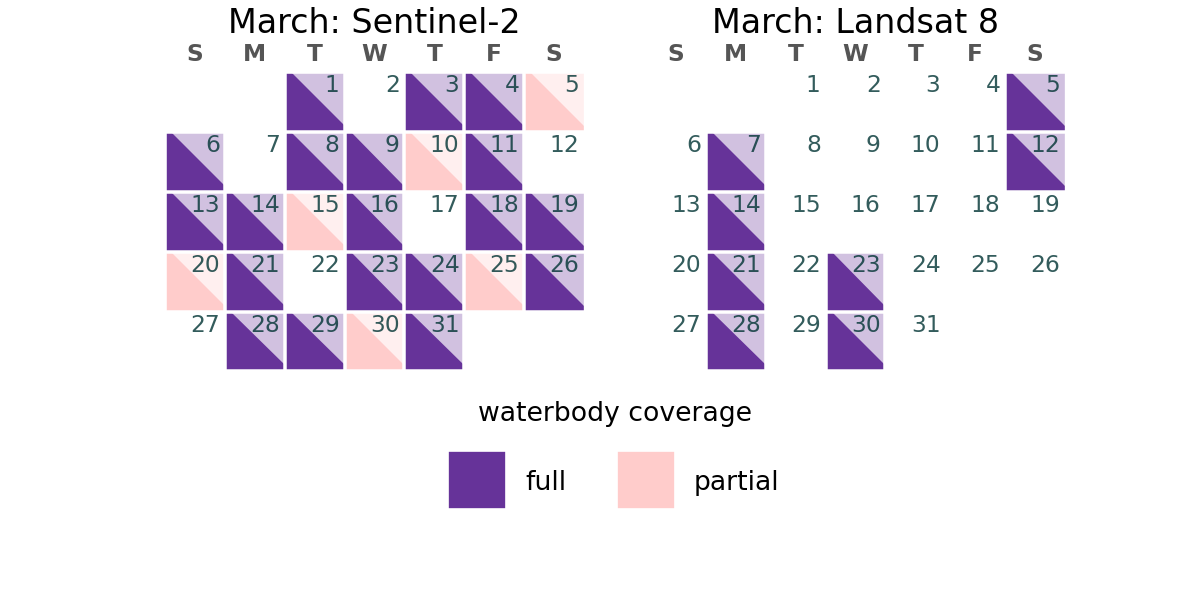 March: Sentinel-2
S M T W T F S
1 2 3 4 5
6 7 8 9 10 11 12
13 14 15 16 17 18 19
20 21 22 23 24 25 26
27 28 29 30 31
March: Landsat 8
S M T W T F S
1 2 3 4 5
6 7 8 9 10 11 12
13 14 15 16 17 18 19
20 21 22 23 24 25 26
27 28 29 30 31
waterbody coverage
full partial